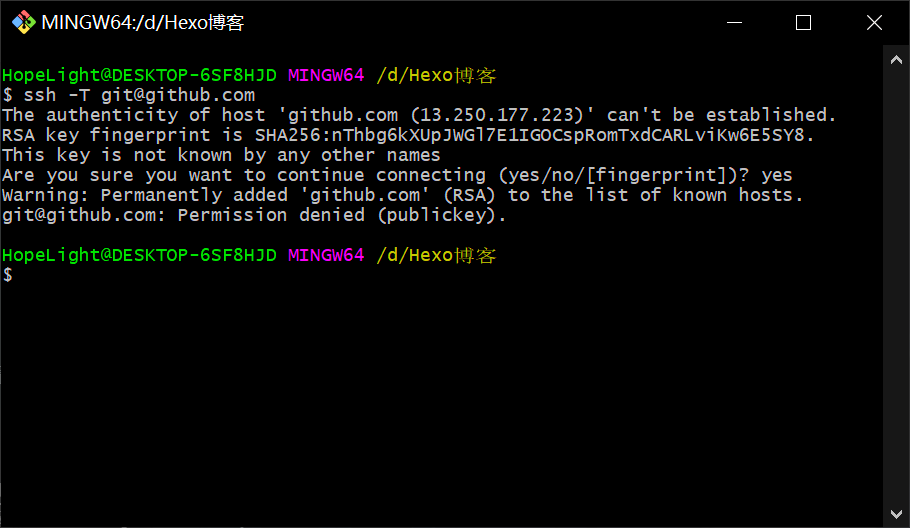 MINGW64:/d/Hexo博客
HopeLight@DESKTOP-6SF8HJD MINGW64 /d/Hexo博客
$ ssh -T git@github.com
The authenticity of host 'github.com (13.250.177.223)' can't be established.
RSA key fingerprint is SHA256:nThbg6kXUpJWGl7E1IGOCspRomTxdCARLviKw6E5SY8.
This key is not known by any other names
Are you sure you want to continue connecting (yes/no/[fingerprint])? yes
Warning: Permanently added 'github.com' (RSA) to the list of known hosts.
git@github.com: Permission denied (publickey).
HopeLight@DESKTOP-6SF8HJD MINGW64 /d/Hexo博客
$